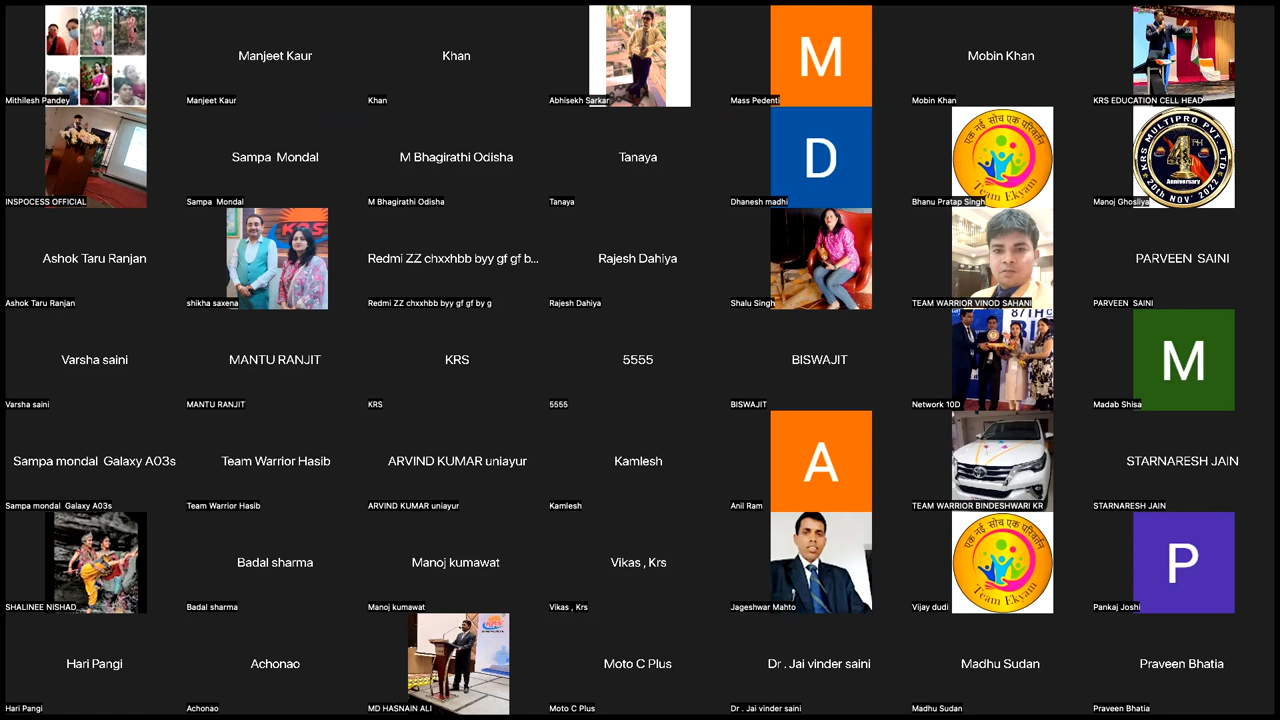 Mithilesh Pandey
Manjeet Kaur
Manjeet Kaur
Khan
Khan
Abhisekh Sarkar
M
Mass Pedenti
Mobin Khan
Mobin Khan
KRS EDUCATION CELL HEAD
INSPOCESS OFFICIAL
Sampa Mondal
Sampa Mondal
M Bhagirathi Odisha
M Bhagirathi Odisha
Tanaya
Tanaya
D
Dhanesh madhi
एक नई सोच एक परिवर्तन
Team Ekyam
Bhanu Pratap Singh
KRS MULTIPRO PVT. LTD
4TH
Anniversary
20th NOV' 2022
Manoj Ghosliya
Ashok Taru Ranjan
Ashok Taru Ranjan
KRS
shikha saxena
Redmi ZZ chxxhbb byy gf gf b...
Redmi ZZ chxxhbb byy gf gf by g
Rajesh Dahiya
Rajesh Dahiya
Shalu Singh
TEAM WARRIOR VINOD SAHANI
PARVEEN SAINI
PARVEEN SAINI
Varsha saini
Varsha saini
MANTU RANJIT
MANTU RANJIT
KRS
KRS
5555
5555
BISWAJIT
BISWAJIT
87TH
Network 10D
M
Madab Shisa
Sampa mondal Galaxy A03s
Sampa mondal Galaxy A03s
Team Warrior Hasib
Team Warrior Hasib
ARVIND KUMAR uniayur
ARVIND KUMAR uniayur
Kamlesh
Kamlesh
A
Anil Ram
TEAM WARRIOR BINDESHWARI KR
STARNARESH JAIN
STARNARESH JAIN
SHALINEE NISHAD
Badal sharma
Badal sharma
Manoj kumawat
Manoj kumawat
Vikas , Krs
Vikas , Krs
Jageshwar Mahto
एक नई सोच एक परिवर्तन
Team Ekyam
Vijay dudi
P
Pankaj Joshi
Hari Pangi
Hari Pangi
Achonao
Achonao
MD HASNAIN ALI
Moto C Plus
Moto C Plus
Dr . Jai vinder saini
Dr . Jai vinder saini
Madhu Sudan
Madhu Sudan
Praveen Bhatia
Praveen Bhatia